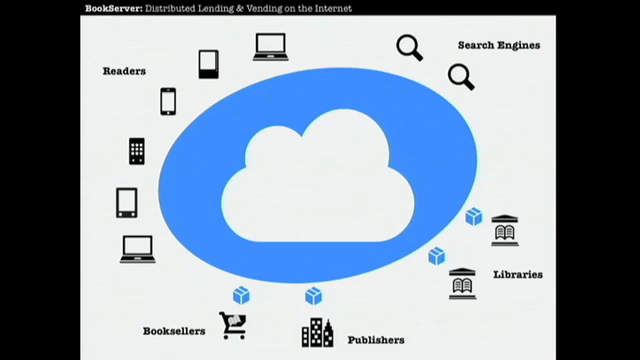 BookServer: Distributed Lending & Vending on the Internet
Readers
Search Engines
Libraries
Booksellers
Publishers